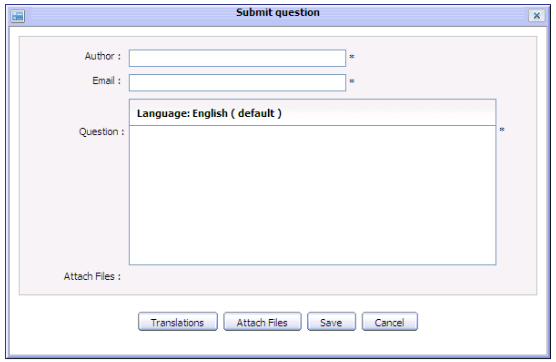 Submit question
Author : *
Email : *
Language: English ( default )
Question : *
Attach Files :
Translations Attach Files Save Cancel